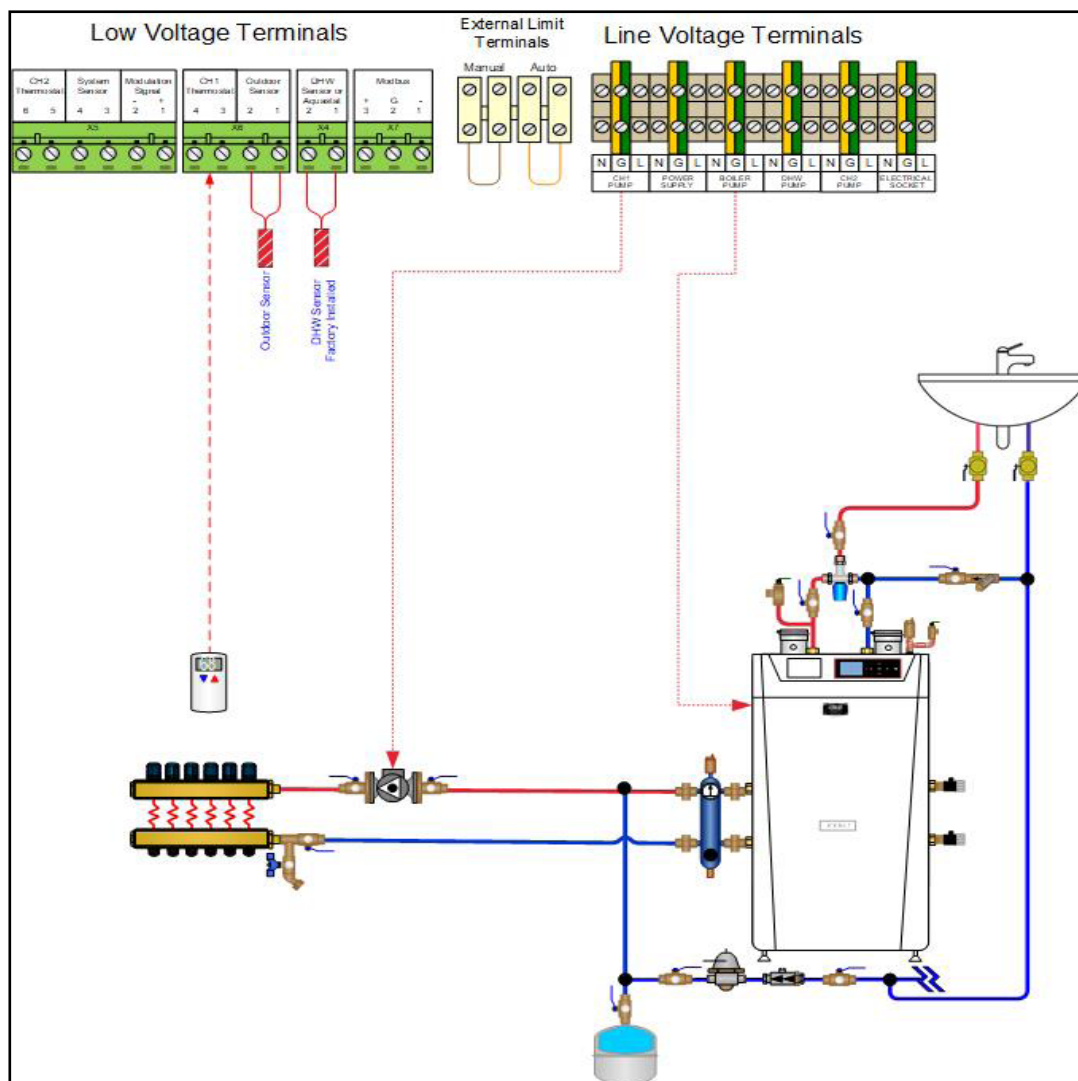 Low Voltage Terminals
External Limit
Terminals
Line Voltage Terminals
Manual Auto
CH2
Thermostat
6 5
System
Sensor
4 3
Modulation
Signal
- +
2 1
X5
CH1
Thermostat
4 3
Outdoor
Sensor
2 1
X6
DHW
Sensor or
Aquastat
2 1
X4
Modbus
+ G -
3 2 1
X7
N G L N G L N G L N G L N G L N G L
CH1
PUMP
POWER
SUPPLY
BOILER
PUMP
DHW
PUMP
CH2
PUMP
ELECTRICAL
SOCKET
Outdoor Sensor
DHW Sensor
Factory Installed
68